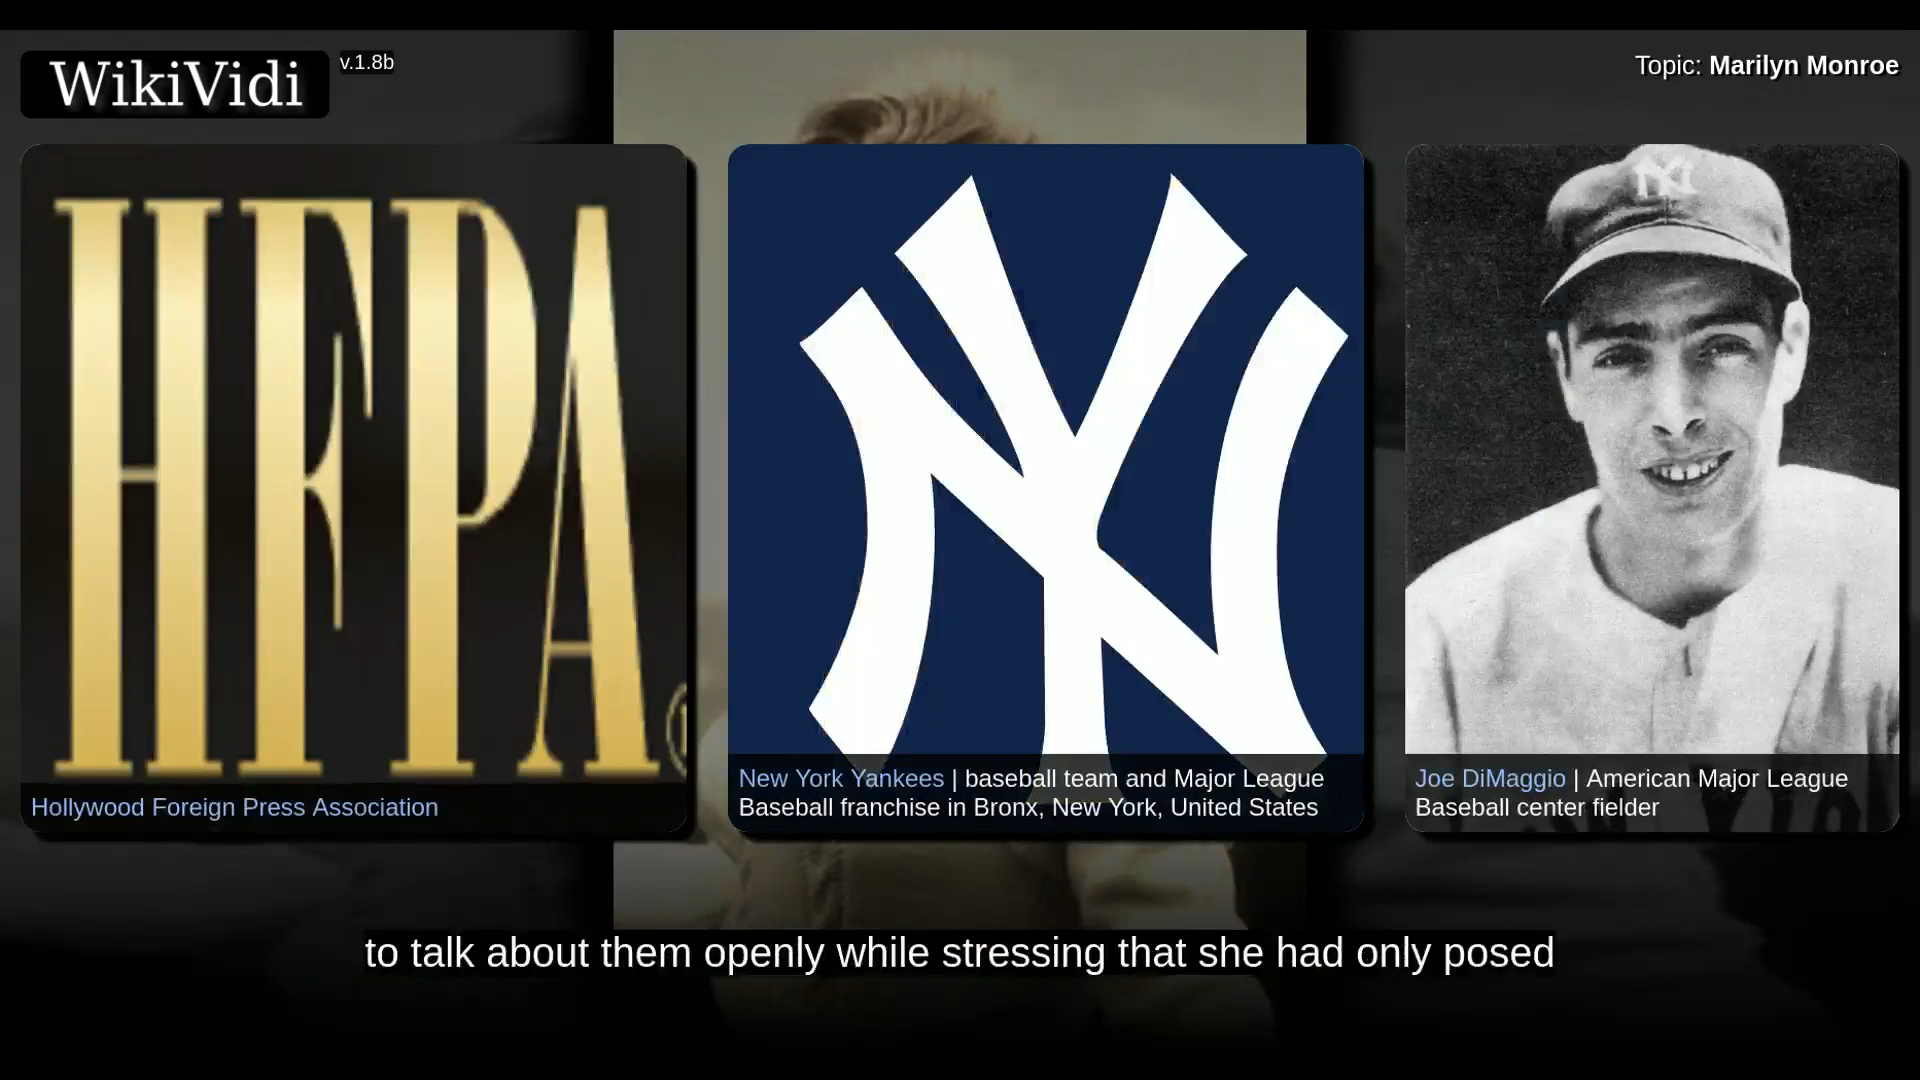 WikiVidi
v.1.8b
Topic: Marilyn Monroe
HFPA
NY
NY
Hollywood Foreign Press Association
New York Yankees | baseball team and Major League
Baseball franchise in Bronx, New York, United States
Joe DiMaggio | American Major League
Baseball center fielder
to talk about them openly while stressing that she had only posed